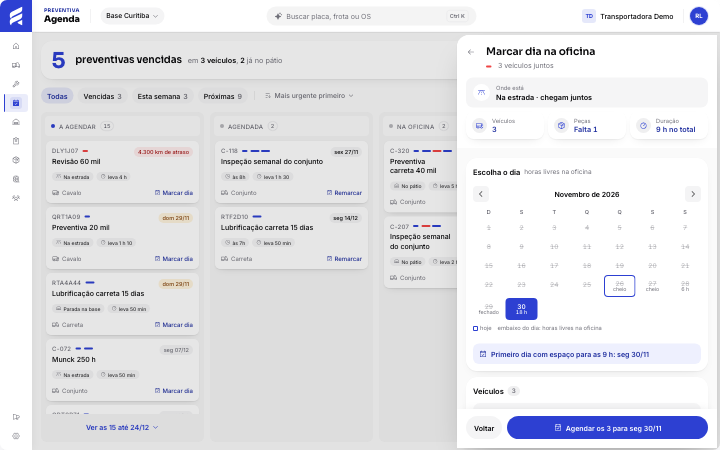 PREVENTIVA
Agenda
Base Curitiba
Buscar placa, frota ou OS
Ctrl K
TD
Transportadora Demo
RL
5 preventivas vencidas em 3 veículos, 2 já no pátio
Todas
Vencidas 3
Esta semana 3
Próximas 9
Mais urgente primeiro
A AGENDAR 15
DLY1J07
4.300 km de atraso
Revisão 60 mil
Na estrada
leva 4 h
Cavalo
Marcar dia
QRT1A09
dom 29/11
Preventiva 20 mil
Na estrada
leva 1 h 10
Cavalo
Marcar dia
RTA4A44
dom 29/11
Lubrificação carreta 15 dias
Parada na base
leva 50 min
Carreta
Marcar dia
C-072
seg 07/12
Munck 250 h
Na estrada
leva 50 min
Conjunto
Marcar dia
Ver as 15 até 24/12
AGENDADA 2
C-118
sex 27/11
Inspeção semanal do conjunto
às 8h
leva 1 h 30
Conjunto
Remarcar
RTF2D10
seg 14/12
Lubrificação carreta 15 dias
às 7h
leva 50 min
Carreta
Remarcar
NA OFICINA 2
C-320
Preventiva
carreta 40 mil
No pátio
leva 5 
Conjunto
C-207
Inspeção semanal
do conjunto
No pátio
leva 2 
Conjunto
Marcar dia na oficina
3 veículos juntos
Onde está
Na estrada · chegam juntos
Veículos
3
Peças
Falta 1
Duração
9 h no total
Escolha o dia horas livres na oficina
Novembro de 2026
D S T Q Q S S
1 2 3 4 5 6 7
8 9 10 11 12 13 14
15 16 17 18 19 20 21
22 23 24 25 26 27 28
cheio cheio 6 h
29 30
fechado 18 h
hoje embaixo do dia: horas livres na oficina
Primeiro dia com espaço para as 9 h: seg 30/11
Veículos 3
Voltar
Agendar os 3 para seg 30/11